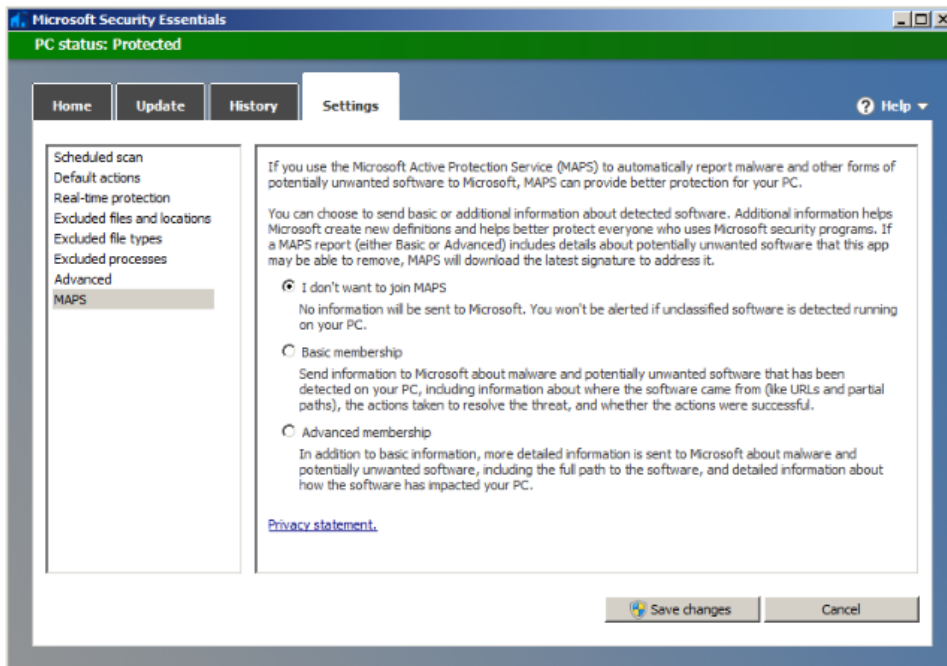 Microsoft Security Essentials
PC status: Protected
Home
Update
History
Settings
Help
Scheduled scan
Default actions
Real-time protection
Excluded files and locations
Excluded file types
Excluded processes
Advanced
MAPS
If you use the Microsoft Active Protection Service (MAPS) to automatically report malware and other forms of
potentially unwanted software to Microsoft, MAPS can provide better protection for your PC.
You can choose to send basic or additional information about detected software. Additional information helps
Microsoft create new definitions and helps better protect everyone who uses Microsoft security programs. If
a MAPS report (either Basic or Advanced) includes details about potentially unwanted software that this app
may be able to remove, MAPS will download the latest signature to address it.
I don't want to join MAPS
No information will be sent to Microsoft. You won't be alerted if unclassified software is detected running
on your PC.
Basic membership
Send information to Microsoft about malware and potentially unwanted software that has been
detected on your PC, including information about where the software came from (like URLs and partial
paths), the actions taken to resolve the threat, and whether the actions were successful.
Advanced membership
In addition to basic information, more detailed information is sent to Microsoft about malware and
potentially unwanted software, including the full path to the software, and detailed information about
how the software has impacted your PC.
Privacy statement.
Save changes
Cancel